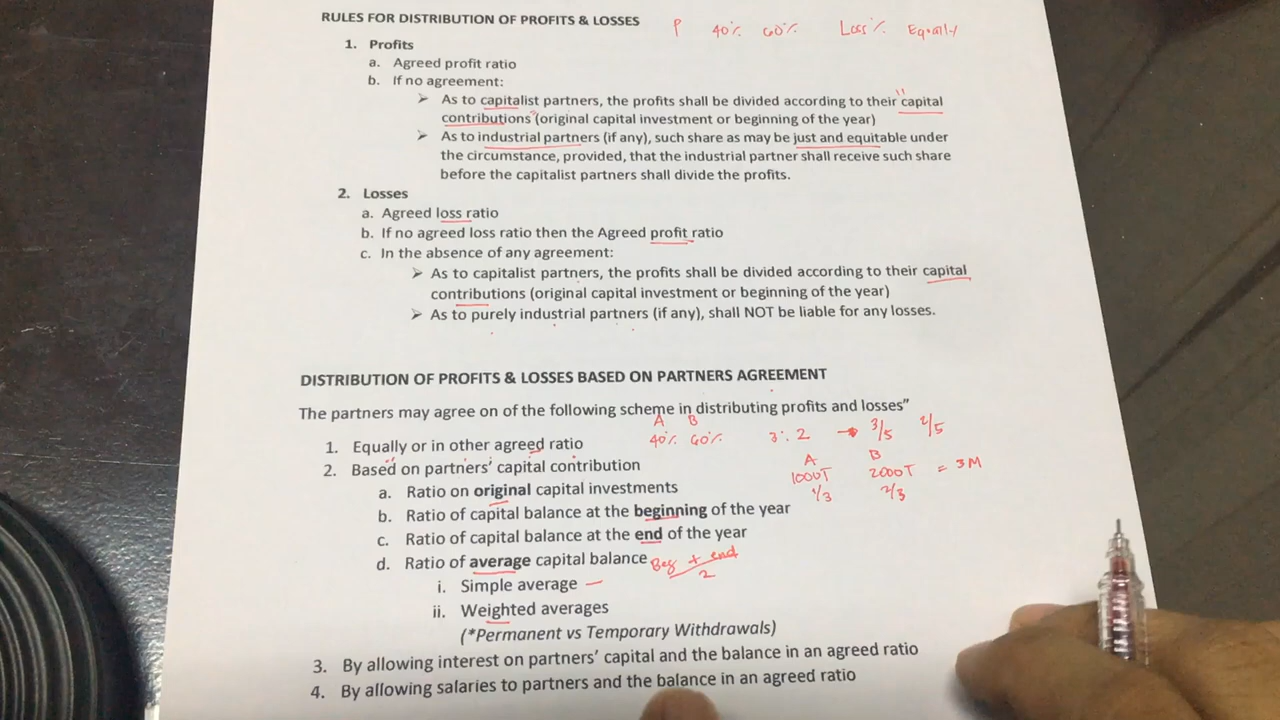 RULES FOR DISTRIBUTION OF PROFITS & LOSSES P 40% 60% Loss% Equally
1. Profits
a. Agreed profit ratio
b. If no agreement:
➢ As to capitalist partners, the profits shall be divided according to their "capital
contributions" (original capital investment or beginning of the year)
➢ As to industrial partners (if any), such share as may be just and equitable under
the circumstance, provided, that the industrial partner shall receive such share
before the capitalist partners shall divide the profits.
2. Losses
a. Agreed loss ratio
b. If no agreed loss ratio then the Agreed profit ratio
c. In the absence of any agreement:
➢ As to capitalist partners, the profits shall be divided according to their capital
contributions (original capital investment or beginning of the year)
➢ As to purely industrial partners (if any), shall NOT be liable for any losses.
DISTRIBUTION OF PROFITS & LOSSES BASED ON PARTNERS AGREEMENT
The partners may agree on of the following scheme in distributing profits and losses"
A B
1. Equally or in other agreed ratio 40% 60% 3:2 → 3/5 2/5
A B
2. Based on partners' capital contribution 1000T 2000T = 3M
a. Ratio on original capital investments 1/3 2/3
b. Ratio of capital balance at the beginning of the year
c. Ratio of capital balance at the end of the year
d. Ratio of average capital balance Beg + end
2
i. Simple average
ii. Weighted averages
(*Permanent vs Temporary Withdrawals)
3. By allowing interest on partners' capital and the balance in an agreed ratio
4. By allowing salaries to partners and the balance in an agreed ratio